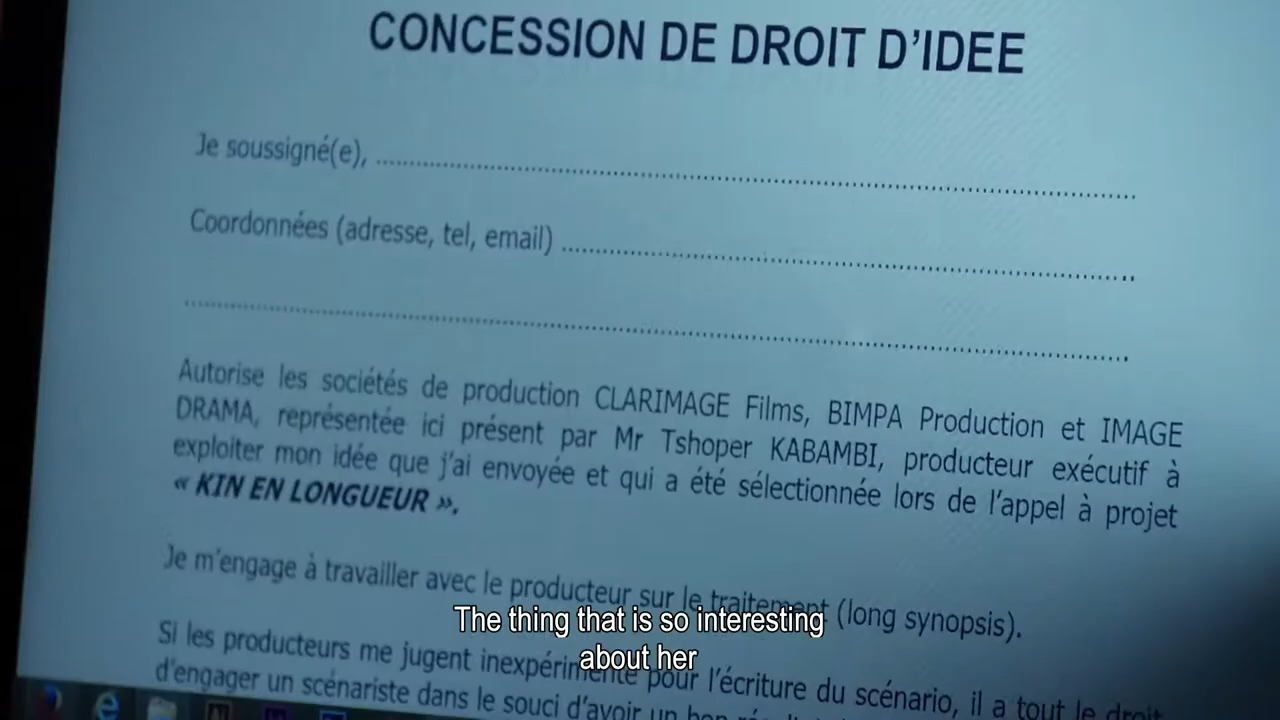 CONCESSION DE DROIT D'IDEE
Je soussigné(e), ................................................................
Coordonnées (adresse, tel, email) ................................................................
................................................................
Autorise les sociétés de production CLARIMAGE Films, BIMPA Production et IMAGE
DRAMA, représentée ici présent par Mr Tshoper KABAMBI, producteur exécutif à
exploiter mon idée que j'ai envoyée et qui a été sélectionnée lors de l'appel à projet
« KIN EN LONGUEUR ».
Je m'engage à travailler avec le producteur sur le traitement (long synopsis).
The thing that is so interesting
Si les producteurs me jugent inexpérimenté pour l'écriture du scénario, il a tout le droit
about her
d'engager un scénariste dans le souci d'avoir un bon